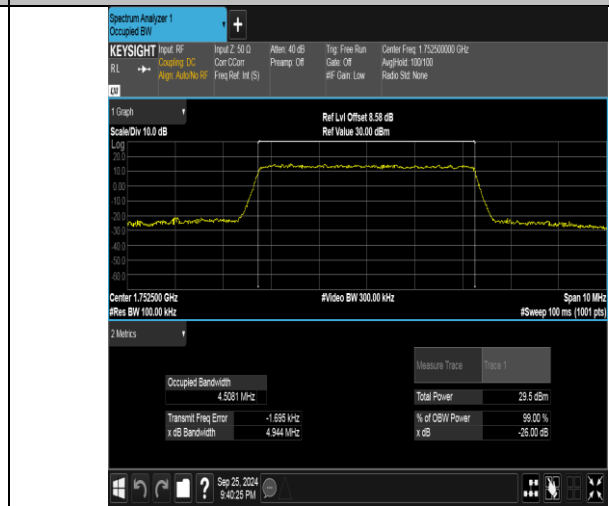 Spectrum Analyzer 1
Occupied BW
+
KEYSIGHT Input: RF Input Z: 50 Ω Atten: 40 dB Trig: Free Run Center Freq: 1.752500000 GHz
RL Coupling: DC Corr CCorr Preamp: Off Gate: Off Avg|Hold: 100/100
Align: Auto/No RF Freq Ref: Int (S) #IF Gain: Low Radio Std: None
LXI
1 Graph Ref Lvl Offset 8.58 dB
Scale/Div 10.0 dB Ref Value 30.00 dBm
Log
20.0
10.0
0.00
-10.0
-20.0
-30.0
-40.0
-50.0
-60.0
Center 1.752500 GHz #Video BW 300.00 kHz Span 10 MHz
#Res BW 100.00 kHz #Sweep 100 ms (1001 pts)
2 Metrics
Measure Trace Trace 1
Occupied Bandwidth
4.5081 MHz Total Power 29.5 dBm
Transmit Freq Error -1.695 kHz % of OBW Power 99.00 %
x dB Bandwidth 4.944 MHz x dB -26.00 dB
? Sep 25, 2024
9:40:25 PM